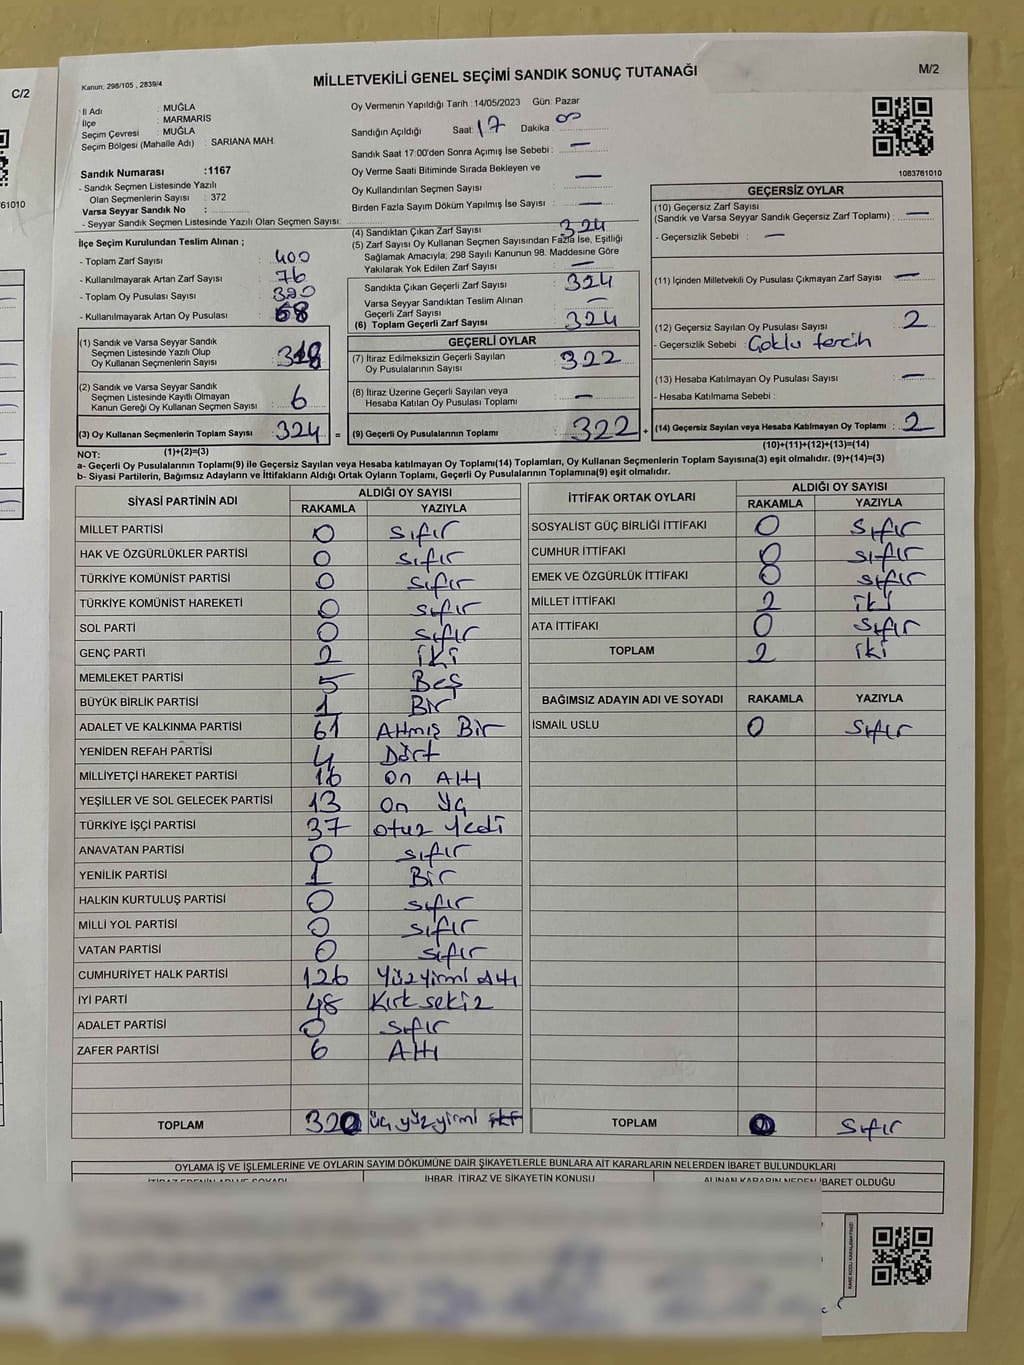 C/2
61010
Kanun: 298/105 , 2839/4
MİLLETVEKİLİ GENEL SEÇİMİ SANDIK SONUÇ TUTANAĞI
M/2
İl Adı : MUĞLA
İlçe : MARMARİS
Seçim Çevresi : MUĞLA
Seçim Bölgesi (Mahalle Adı) : SARIANA MAH.
Sandık Numarası :1167
- Sandık Seçmen Listesinde Yazılı
Olan Seçmenlerin Sayısı : 372
Varsa Seyyar Sandık No :
- Seyyar Seçmen Listesinde Yazılı Olan Seçmen Sayısı:
Oy Vermenin Yapıldığı Tarih :14/05/2023 Gün: Pazar
Sandığın Açıldığı Saat: 17 Dakika : 00
Sandık Saat 17:00'den Sonra Açımış İse Sebebi : —
Oy Verme Saati Bitiminde Sırada Bekleyen ve
Oy Kullandırılan Seçmen Sayısı —
Birden Fazla Sayım Döküm Yapılmış İse Sayısı : —
1083761010
İlçe Seçim Kurulundan Teslim Alınan ;
- Toplam Zarf Sayısı : 400
- Kullanılmayarak Artan Zarf Sayısı : 76
- Toplam Oy Pusulası Sayısı :
- Kullanılmayarak Artan Oy Pusulası : 68
(1) Sandık ve Varsa Seyyar Sandık
Seçmen Listesinde Yazılı Olup
Oy Kullanan Seçmenlerin Sayısı : 318
(2) Sandık ve Varsa Seyyar Sandık
Seçmen Listesinde Kayıtlı Olmayan
Kanun Gereği Oy Kullanan Seçmen Sayısı : 6
(3) Oy Kullanan Seçmenlerin Toplam Sayısı : 324 =
(1)+(2)=(3)
(4) Sandıktan Çıkan Zarf Sayısı : 324
(5) Zarf Sayısı Oy Kullanan Seçmen Sayısından Fazla İse, Eşitliği
Sağlamak Amacıyla, 298 Sayılı Kanunun 98. Maddesine Göre
Yakılarak Yok Edilen Zarf Sayısı : —
Sandıkta Çıkan Geçerli Zarf Sayısı : 324
Varsa Seyyar Sandıktan Teslim Alınan
Geçerli Zarf Sayısı : —
(6) Toplam Geçerli Zarf Sayısı : 324
GEÇERLİ OYLAR
(7) İtiraz Edilmeksizin Geçerli Sayılan
Oy Pusulalarının Sayısı : 322
(8) İtiraz Üzerine Geçerli Sayılan veya
Hesaba Katılan Oy Pusulası Toplamı : —
(9) Geçerli Oy Pusulalarının Toplamı : 322 +
GEÇERSİZ OYLAR
(10) Geçersiz Zarf Sayısı
(Sandık ve Varsa Seyyar Sandık Geçersiz Zarf Toplamı) : —
- Geçersizlik Sebebi : —
(11) İçinden Milletvekili Oy Pusulası Çıkmayan Zarf Sayısı : —
(12) Geçersiz Sayılan Oy Pusulası Sayısı : 2
- Geçersizlik Sebebi : Çoklu tercih
(13) Hesaba Katılmayan Oy Pusulası Sayısı : —
- Hesaba Katılmama Sebebi :
(14) Geçersiz Sayılan veya Hesaba Katılmayan Oy Toplamı : 2
(10)+(11)+(12)+(13)=(14)
NOT:
a- Geçerli Oy Pusulalarının Toplamı(9) ile Geçersiz Sayılan veya Hesaba katılmayan Oy Toplamı(14) Toplamları, Oy Kullanan Seçmenlerin Toplam Sayısına(3) eşit olmalıdır. (9)+(14)=(3)
b- Siyasi Partilerin, Bağımsız Adayların ve İttifakların Aldığı Ortak Oyların Toplamı, Geçerli Oy Pusulalarının Toplamına(9) eşit olmalıdır.
SİYASİ PARTİNİN ADI ALDIĞI OY SAYISI
RAKAMLA YAZIYLA
MİLLET PARTİSİ 0 sıfır
HAK VE ÖZGÜRLÜKLER PARTİSİ 0 sıfır
TÜRKİYE KOMÜNİST PARTİSİ 0 sıfır
TÜRKİYE KOMÜNİST HAREKETİ 0 sıfır
SOL PARTİ 0 sıfır
GENÇ PARTİ 2 iki
MEMLEKET PARTİSİ 5 Beş
BÜYÜK BİRLİK PARTİSİ 1 Bir
ADALET VE KALKINMA PARTİSİ 61 Atmış Bir
YENİDEN REFAH PARTİSİ 4 Dört
MİLLİYETÇİ HAREKET PARTİSİ 16 on Altı
YEŞİLLER VE SOL GELECEK PARTİSİ 13 On Üç
TÜRKİYE İŞÇİ PARTİSİ 37 otuz yedi
ANAVATAN PARTİSİ 0 sıfır
YENİLİK PARTİSİ 1 Bir
HALKIN KURTULUŞ PARTİSİ 0 sıfır
MİLLİ YOL PARTİSİ 0 sıfır
VATAN PARTİSİ 0 sıfır
CUMHURİYET HALK PARTİSİ 126 Yüzyirmi Altı
İYİ PARTİ 48 Kırk sekiz
ADALET PARTİSİ 0 sıfır
ZAFER PARTİSİ 6 Altı
TOPLAM 320 üç yüz yirmi
İTTİFAK ORTAK OYLARI ALDIĞI OY SAYISI
RAKAMLA YAZIYLA
SOSYALİST GÜÇ BİRLİĞİ İTTİFAKI 0 sıfır
CUMHUR İTTİFAKI 0 sıfır
EMEK VE ÖZGÜRLÜK İTTİFAKI 0 sıfır
MİLLET İTTİFAKI 2 iki
ATA İTTİFAKI 0 sıfır
TOPLAM 2 iki
BAĞIMSIZ ADAYIN ADI VE SOYADI RAKAMLA YAZIYLA
İSMAİL USLU 0 sıfır
TOPLAM 0 sıfır
OYLAMA İŞ VE İŞLEMLERİNE VE OYLARIN SAYIM DÖKÜMÜNE DAİR ŞİKAYETLERLE BUNLARA AİT KARARLARIN NELERDEN İBARET BULUNDUKLARI
İTİRAZ EDENİN ADI SOYADI İHBAR, İTİRAZ VE ŞİKAYETİN KONUSU ALINAN KARARIN NEDEN İBARET OLDUĞU